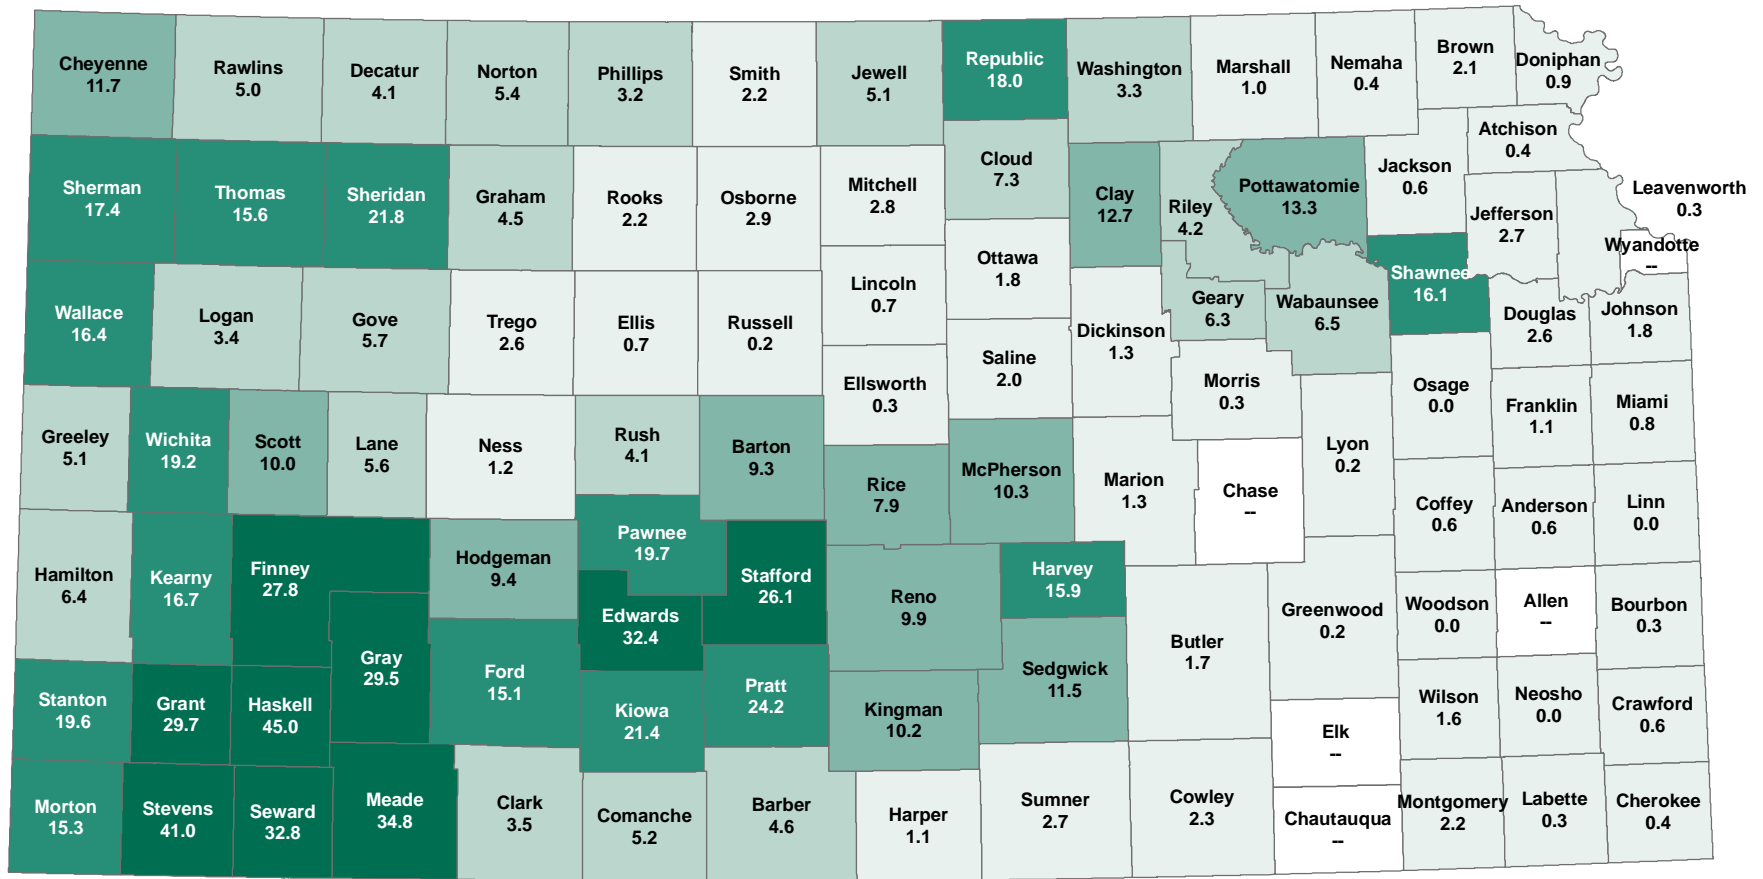 Cheyenne
11.7
Rawlins
5.0
Decatur
4.1
Norton
5.4
Phillips
3.2
Smith
2.2
Jewell
5.1
Republic
18.0
Washington
3.3
Marshall
1.0
Nemaha
0.4
Brown
2.1
Doniphan
0.9
Sherman
17.4
Thomas
15.6
Sheridan
21.8
Graham
4.5
Rooks
2.2
Osborne
2.9
Mitchell
2.8
Cloud
7.3
Clay
12.7
Riley
4.2
Pottawatomie
13.3
Jackson
0.6
Atchison
0.4
Jefferson
2.7
Leavenworth
0.3
Wyandotte
--
Wallace
16.4
Logan
3.4
Gove
5.7
Trego
2.6
Ellis
0.7
Russell
0.2
Lincoln
0.7
Ottawa
1.8
Saline
2.0
Dickinson
1.3
Geary
6.3
Wabaunsee
6.5
Shawnee
16.1
Douglas
2.6
Johnson
1.8
Greeley
5.1
Wichita
19.2
Scott
10.0
Lane
5.6
Ness
1.2
Rush
4.1
Barton
9.3
Ellsworth
0.3
Rice
7.9
McPherson
10.3
Marion
1.3
Morris
0.3
Chase
--
Lyon
0.2
Osage
0.0
Franklin
1.1
Miami
0.8
Coffey
0.6
Anderson
0.6
Linn
0.0
Hamilton
6.4
Kearny
16.7
Finney
27.8
Hodgeman
9.4
Pawnee
19.7
Edwards
32.4
Stafford
26.1
Reno
9.9
Harvey
15.9
Sedgwick
11.5
Butler
1.7
Greenwood
0.2
Woodson
0.0
Allen
--
Bourbon
0.3
Stanton
19.6
Grant
29.7
Haskell
45.0
Gray
29.5
Ford
15.1
Kiowa
21.4
Pratt
24.2
Kingman
10.2
Elk
--
Wilson
1.6
Neosho
0.0
Crawford
0.6
Morton
15.3
Stevens
41.0
Seward
32.8
Meade
34.8
Clark
3.5
Comanche
5.2
Barber
4.6
Harper
1.1
Sumner
2.7
Cowley
2.3
Chautauqua
--
Montgomery
2.2
Labette
0.3
Cherokee
0.4